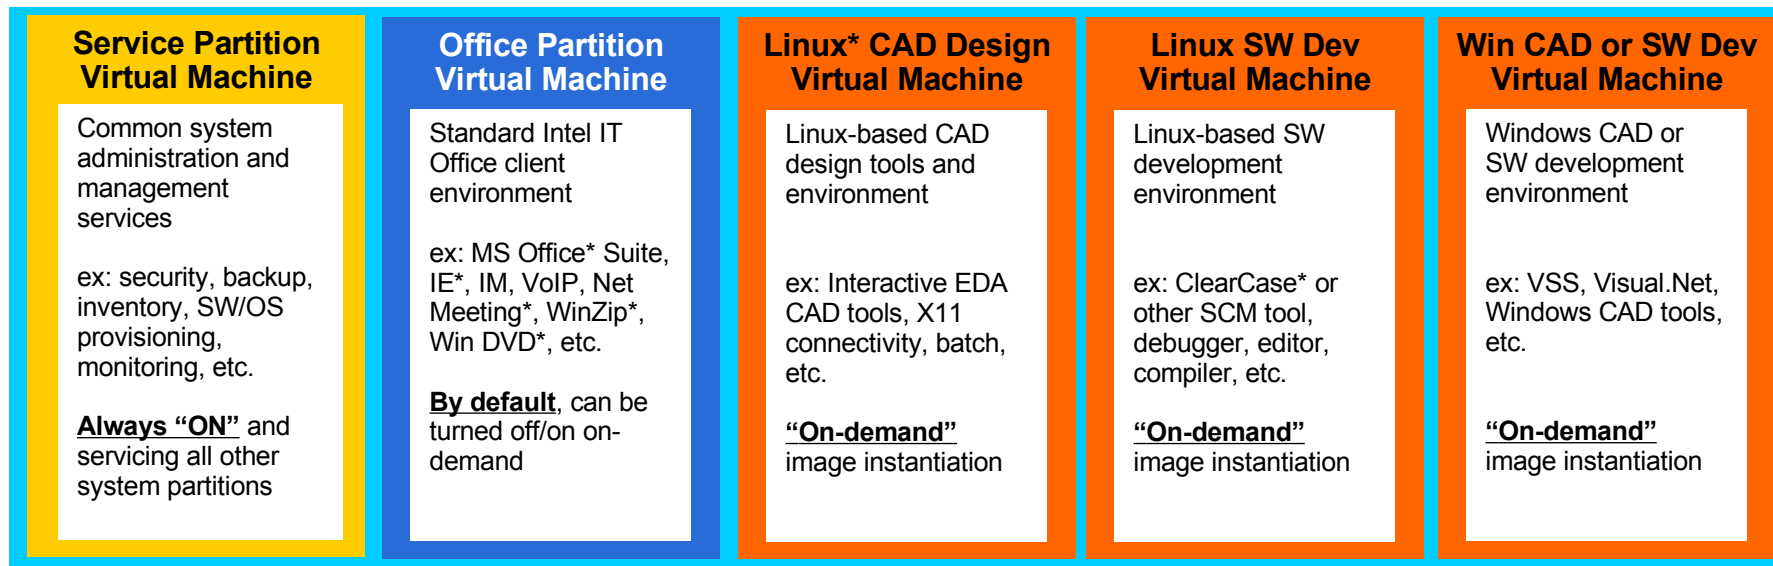 Service Partition
Virtual Machine
Common system
administration and
management
services
ex: security, backup,
inventory, SW/OS
provisioning,
monitoring, etc.
Always “ON” and
servicing all other
system partitions
Office Partition
Virtual Machine
Standard Intel IT
Office client
environment
ex: MS Office* Suite,
IE*, IM, VoIP, Net
Meeting*, WinZip*,
Win DVD*, etc.
By default, can be
turned off/on on-
demand
Linux* CAD Design
Virtual Machine
Linux-based CAD
design tools and
environment
ex: Interactive EDA
CAD tools, X11
connectivity, batch,
etc.
“On-demand”
image instantiation
Linux SW Dev
Virtual Machine
Linux-based SW
development
environment
ex: ClearCase* or
other SCM tool,
debugger, editor,
compiler, etc.
“On-demand”
image instantiation
Win CAD or SW Dev
Virtual Machine
Windows CAD or
SW development
environment
ex: VSS, Visual.Net,
Windows CAD tools,
etc.
“On-demand”
image instantiation